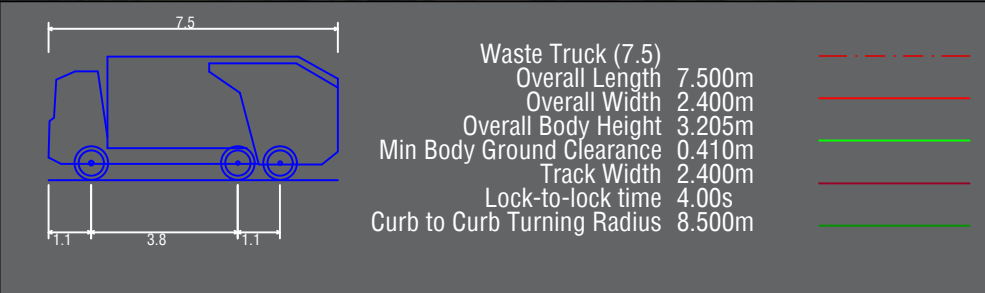 7.5
Waste Truck (7.5)
Overall Length 7.500m
Overall Width 2.400m
Overall Body Height 3.205m
Min Body Ground Clearance 0.410m
Track Width 2.400m
Lock-to-lock time 4.00s
Curb to Curb Turning Radius 8.500m
1.1 3.8 1.1